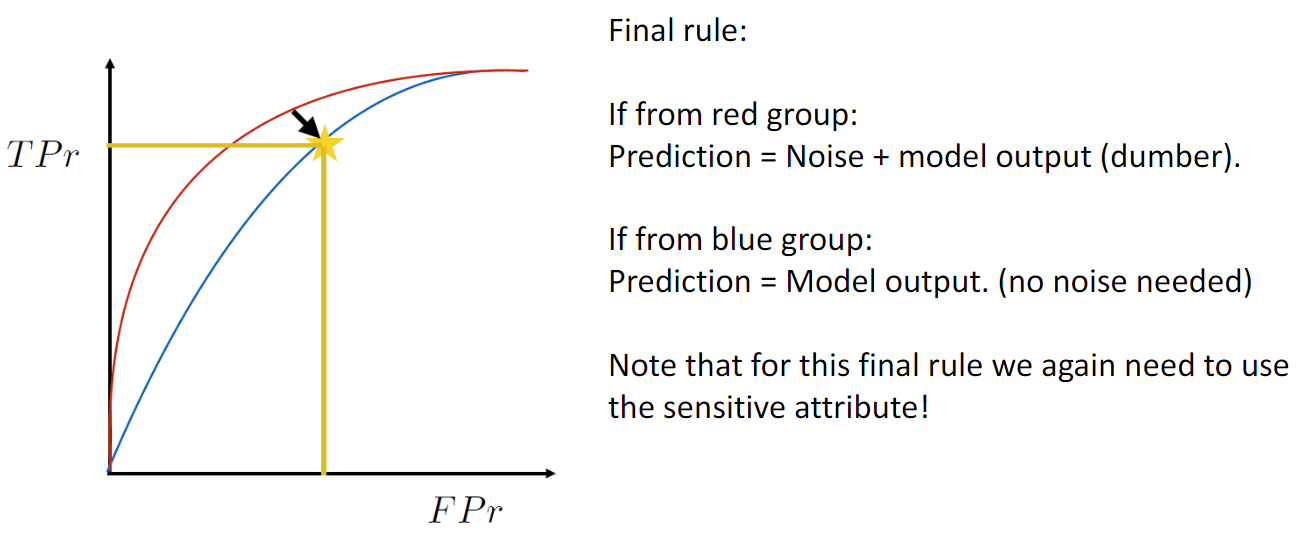 Final rule:
If from red group:
TPr
Prediction = Noise + model output (dumber).
If from blue group:
Prediction = Model output. (no noise needed)
Note that for this final rule we again need to use
the sensitive attribute!
FPr